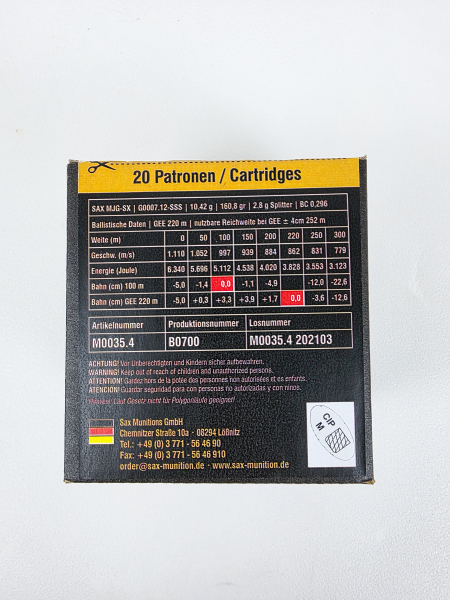 20 Patronen / Cartridges
SAX MJG-SX | G0007.12-SSS | 10,42 g | 160,8 gr | 2.8 g Splitter | BC 0,296
Ballistische Daten | GEE 220 m | nutzbare Reichweite bei GEE ± 4cm 252 m
Weite (m) 0 50 100 150 200 220 250 300
Geschw. (m/s) 1.110 1.052 997 939 884 862 831 779
Energie (Joule) 6.340 5.696 5.112 4.538 4.020 3.828 3.553 3.123
Bahn (cm) 100 m -5,0 -1,4 0,0 -1,1 -4,9 -12,0 -22,6
Bahn (cm) GEE 220 m -5,0 +0,3 +3,3 +3,9 +1,7 0,0 -3,6 -12,6
Artikelnummer Produktionsnummer Losnummer
M0035.4 B0700 M0035.4 202103
ACHTUNG! Vor Unberechtigten und Kindern sicher aufbewahren.
WARNING! Keep out of reach of children and unauthorized persons.
ATTENTION! Gardez hors de la potée des personnes non autorisées et es enfants.
ATENCIÓN! Guardar seguridad para con personas no autorizadas y con ninos.
Hinweis: Laut Gesetz nicht für Polygonläufe geeignet!
Sax Munitions GmbH
Chemnitzer Straße 10a · 08294 Lößnitz
Tel.: +49 (0) 3 771 - 56 46 90
Fax: +49 (0) 3 771 - 56 46 910
order@sax-munition.de · www.sax-munition.de
CIP
M